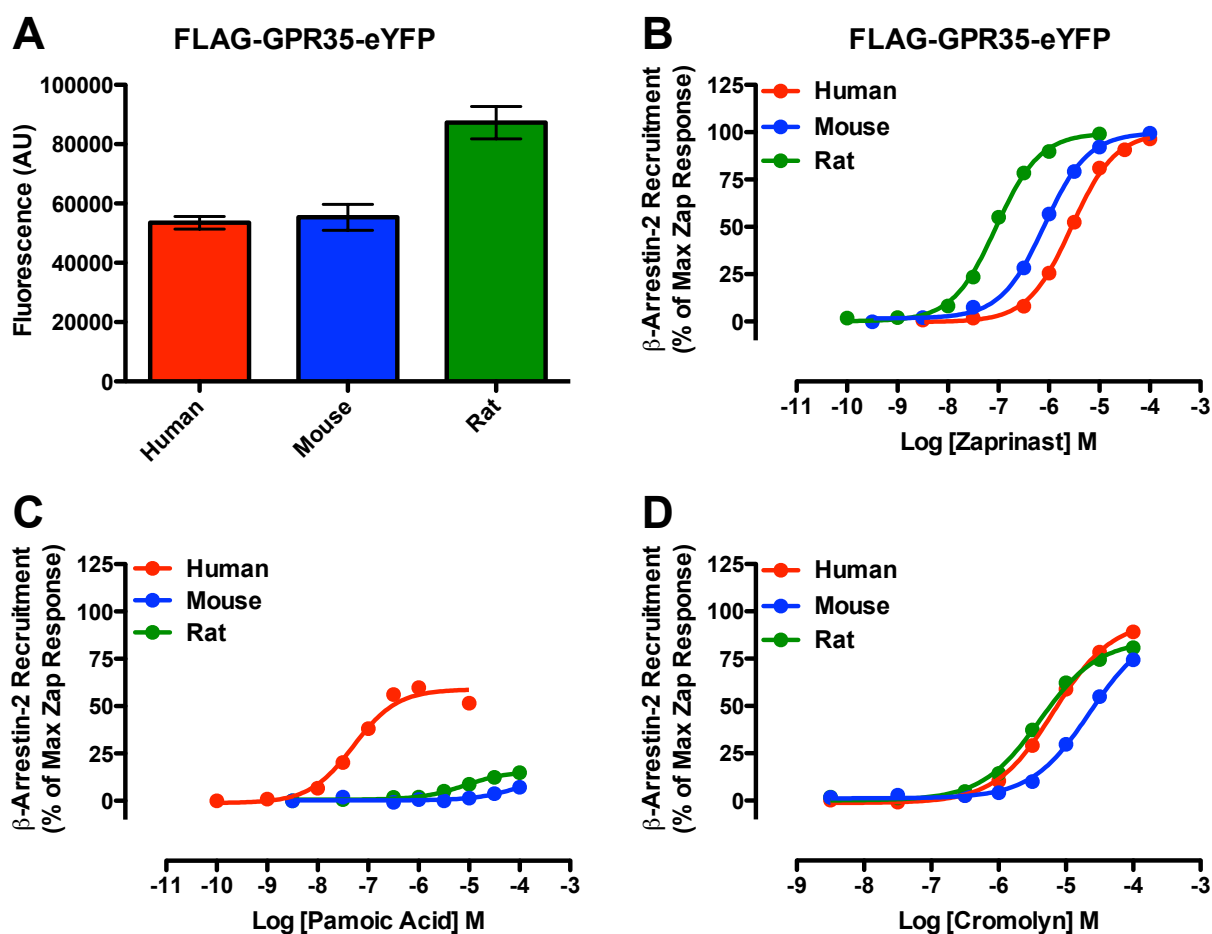 A
FLAG-GPR35-eYFP
Fluorescence (AU)
100000
80000
60000
40000
20000
0
Human
Mouse
Rat
B
FLAG-GPR35-eYFP
β-Arrestin-2 Recruitment
(% of Max Zap Response)
125
100
75
50
25
0
Human
Mouse
Rat
-11 -10 -9 -8 -7 -6 -5 -4 -3
Log [Zaprinast] M
C
β-Arrestin-2 Recruitment
(% of Max Zap Response)
125
100
75
50
25
0
Human
Mouse
Rat
-11 -10 -9 -8 -7 -6 -5 -4 -3
Log [Pamoic Acid] M
D
β-Arrestin-2 Recruitment
(% of Max Zap Response)
125
100
75
50
25
0
Human
Mouse
Rat
-9 -8 -7 -6 -5 -4 -3
Log [Cromolyn] M